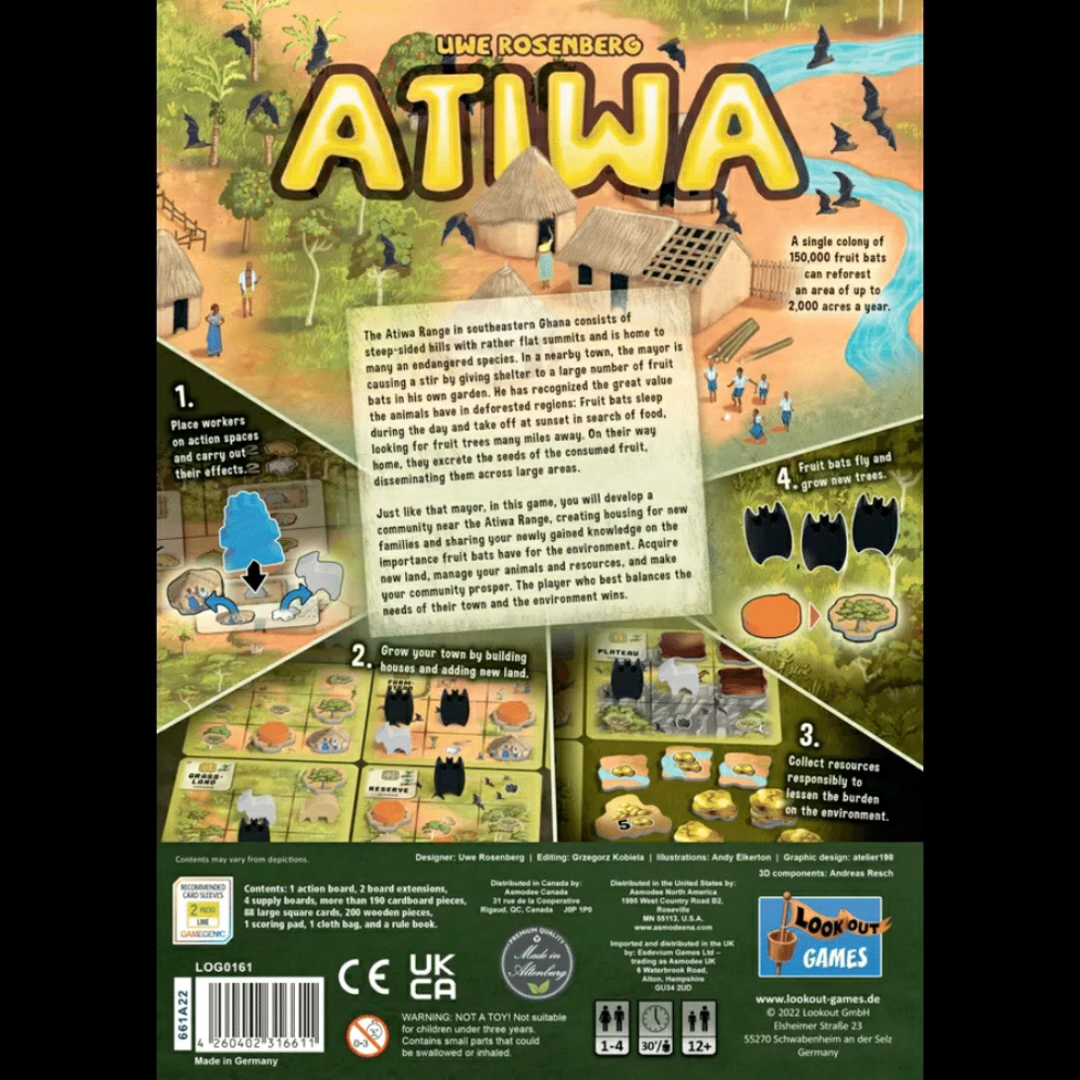 UWE ROSENBERG
ATIWA
A single colony of
150,000 fruit bats
can reforest
an area of up to
2,000 acres a year.
The Atiwa Range in southeastern Ghana consists of
steep-sided hills with rather flat summits and is home to
many an endangered species. In a nearby town, the mayor is
causing a stir by giving shelter to a large number of fruit
bats in his own garden. He has recognized the great value
the animals have in deforested regions: Fruit bats sleep
during the day and take off at sunset in search of food,
looking for fruit trees many miles away. On their way
home, they excrete the seeds of the consumed fruit,
disseminating them across large areas.
Just like that mayor, in this game, you will develop a
community near the Atiwa Range, creating housing for new
families and sharing your newly gained knowledge on the
importance fruit bats have for the environment. Acquire
new land, manage your animals and resources, and make
your community prosper. The player who best balances the
needs of their town and the environment wins.
1.
Place workers
on action spaces
and carry out
their effects.
2
2
4. Fruit bats fly and
grow new trees.
2. Grow your town by building
houses and adding new land.
FARM-
STEAD
GRASS-
LAND
RESERVE
PLATEAU
5
3.
Collect resources
responsibly to
lessen the burden
on the environment.
Contents may vary from depictions.
Designer: Uwe Rosenberg | Editing: Grzegorz Kobiela | Illustrations: Andy Elkerton | Graphic design: atelier198
3D components: Andreas Resch
RECOMMENDED
CARD SLEEVES
2 PACKS
LIME
GAMEGENIC
Contents: 1 action board, 2 board extensions,
4 supply boards, more than 190 cardboard pieces,
88 large square cards, 200 wooden pieces,
1 scoring pad, 1 cloth bag, and a rule book.
Distributed in Canada by:
Asmodee Canada
31 rue de la Cooperative
Rigaud, QC, Canada J0P 1P0
Distributed in the United States by:
Asmodee North America
1995 West County Road B2,
Roseville
MN 55113, U.S.A.
www.asmodeena.com
Imported and distributed in the UK
by: Esdevium Games Ltd –
trading as Asmodee UK
6 Waterbrook Road,
Alton, Hampshire
GU34 2UD
PREMIUM QUALITY
Made in
Altenburg
LOOKOUT
GAMES
www.lookout-games.de
© 2022 Lookout GmbH
Elsheimer Straße 23
55270 Schwabenheim an der Selz
Germany
LOG0161
661A22
4 260402 316611
Made in Germany
CE
UK
CA
0-3
WARNING: NOT A TOY! Not suitable
for children under three years.
Contains small parts that could
be swallowed or inhaled.
1-4
30'/
12+